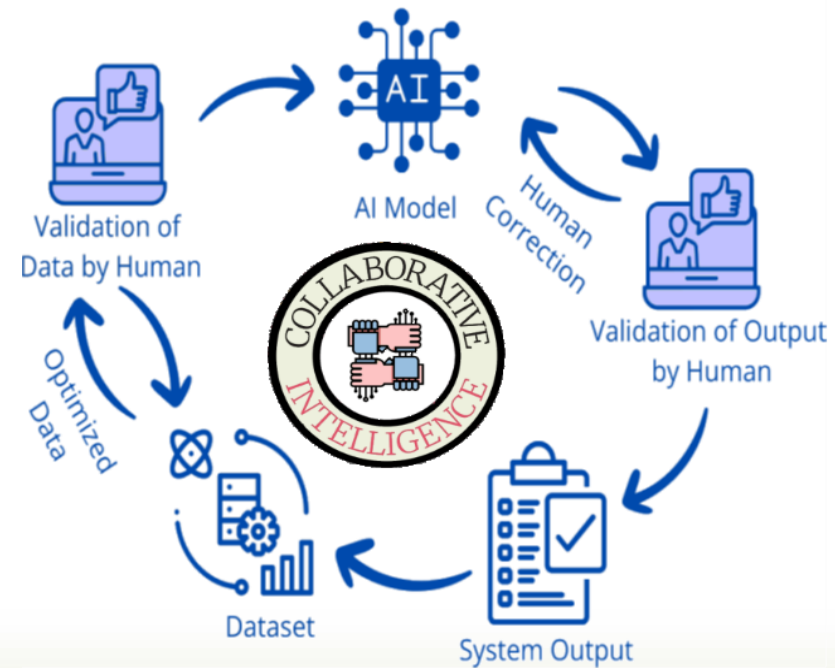 AI
AI Model
Validation of
Data by Human
Human
Correction
Validation of Output
by Human
COLLABORATIVE
INTELLIGENCE
Optimized
Data
Dataset
System Output